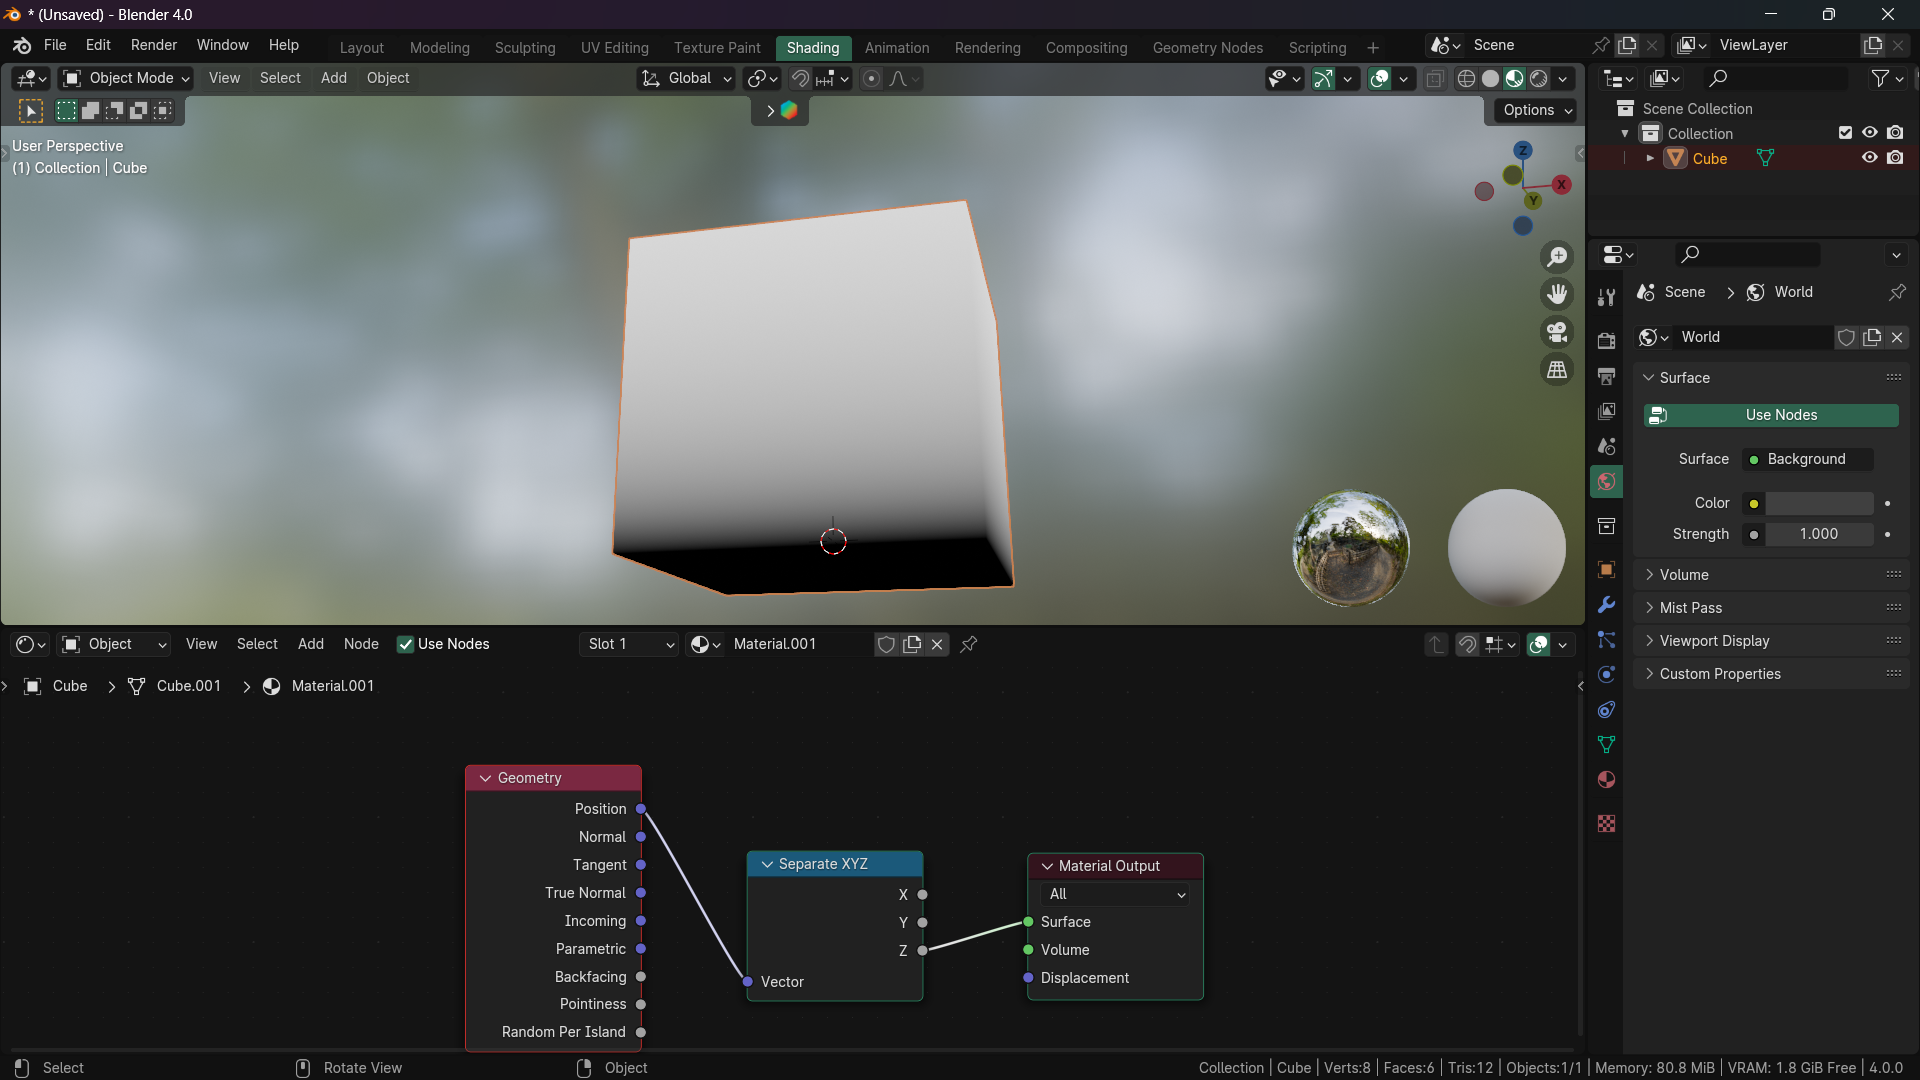 * (Unsaved) - Blender 4.0
File Edit Render Window Help Layout Modeling Sculpting UV Editing Texture Paint Shading Animation Rendering Compositing Geometry Nodes Scripting + Scene ViewLayer
Object Mode View Select Add Object Global
Options
User Perspective
(1) Collection | Cube
Z
X
Y
Scene Collection
Collection
Cube
Scene > World
World
Surface
Use Nodes
Surface Background
Color
Strength 1.000
Volume
Mist Pass
Viewport Display
Custom Properties
Object View Select Add Node Use Nodes Slot 1 Material.001
Cube > Cube.001 > Material.001
Geometry
Position
Normal
Tangent
True Normal
Incoming
Parametric
Backfacing
Pointiness
Random Per Island
Separate XYZ
X
Y
Z
Vector
Material Output
All
Surface
Volume
Displacement
Select Rotate View Object Collection | Cube | Verts:8 | Faces:6 | Tris:12 | Objects:1/1 | Memory: 80.8 MiB | VRAM: 1.8 GiB Free | 4.0.0